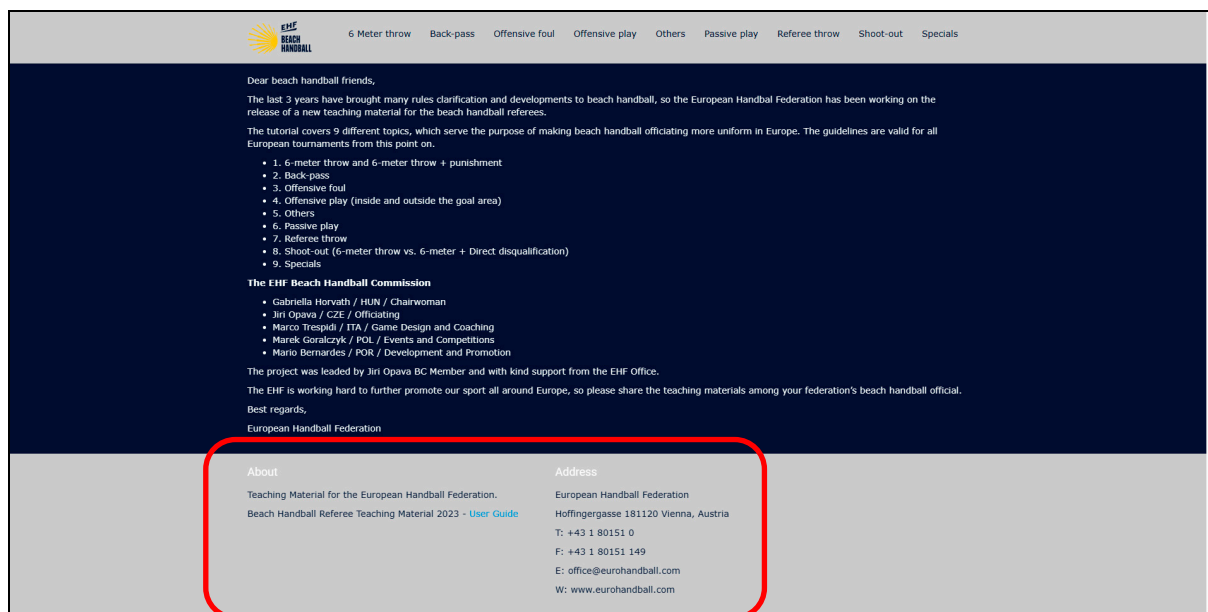 EHF
BEACH
HANDBALL
6 Meter throw Back-pass Offensive foul Offensive play Others Passive play Referee throw Shoot-out Specials
Dear beach handball friends,
The last 3 years have brought many rules clarification and developments to beach handball, so the European Handbal Federation has been working on the
release of a new teaching material for the beach handball referees.
The tutorial covers 9 different topics, which serve the purpose of making beach handball officiating more uniform in Europe. The guidelines are valid for all
European tournaments from this point on.
• 1. 6-meter throw and 6-meter throw + punishment
• 2. Back-pass
• 3. Offensive foul
• 4. Offensive play (inside and outside the goal area)
• 5. Others
• 6. Passive play
• 7. Referee throw
• 8. Shoot-out (6-meter throw vs. 6-meter + Direct disqualification)
• 9. Specials
The EHF Beach Handball Commission
• Gabriella Horvath / HUN / Chairwoman
• Jiri Opava / CZE / Officiating
• Marco Trespidi / ITA / Game Design and Coaching
• Marek Goralczyk / POL / Events and Competitions
• Mario Bernardes / POR / Development and Promotion
The project was leaded by Jiri Opava BC Member and with kind support from the EHF Office.
The EHF is working hard to further promote our sport all around Europe, so please share the teaching materials among your federation's beach handball official.
Best regards,
European Handball Federation
About
Teaching Material for the European Handball Federation.
Beach Handball Referee Teaching Material 2023 - User Guide
Address
European Handball Federation
Hoffingergasse 181120 Vienna, Austria
T: +43 1 80151 0
F: +43 1 80151 149
E: office@eurohandball.com
W: www.eurohandball.com